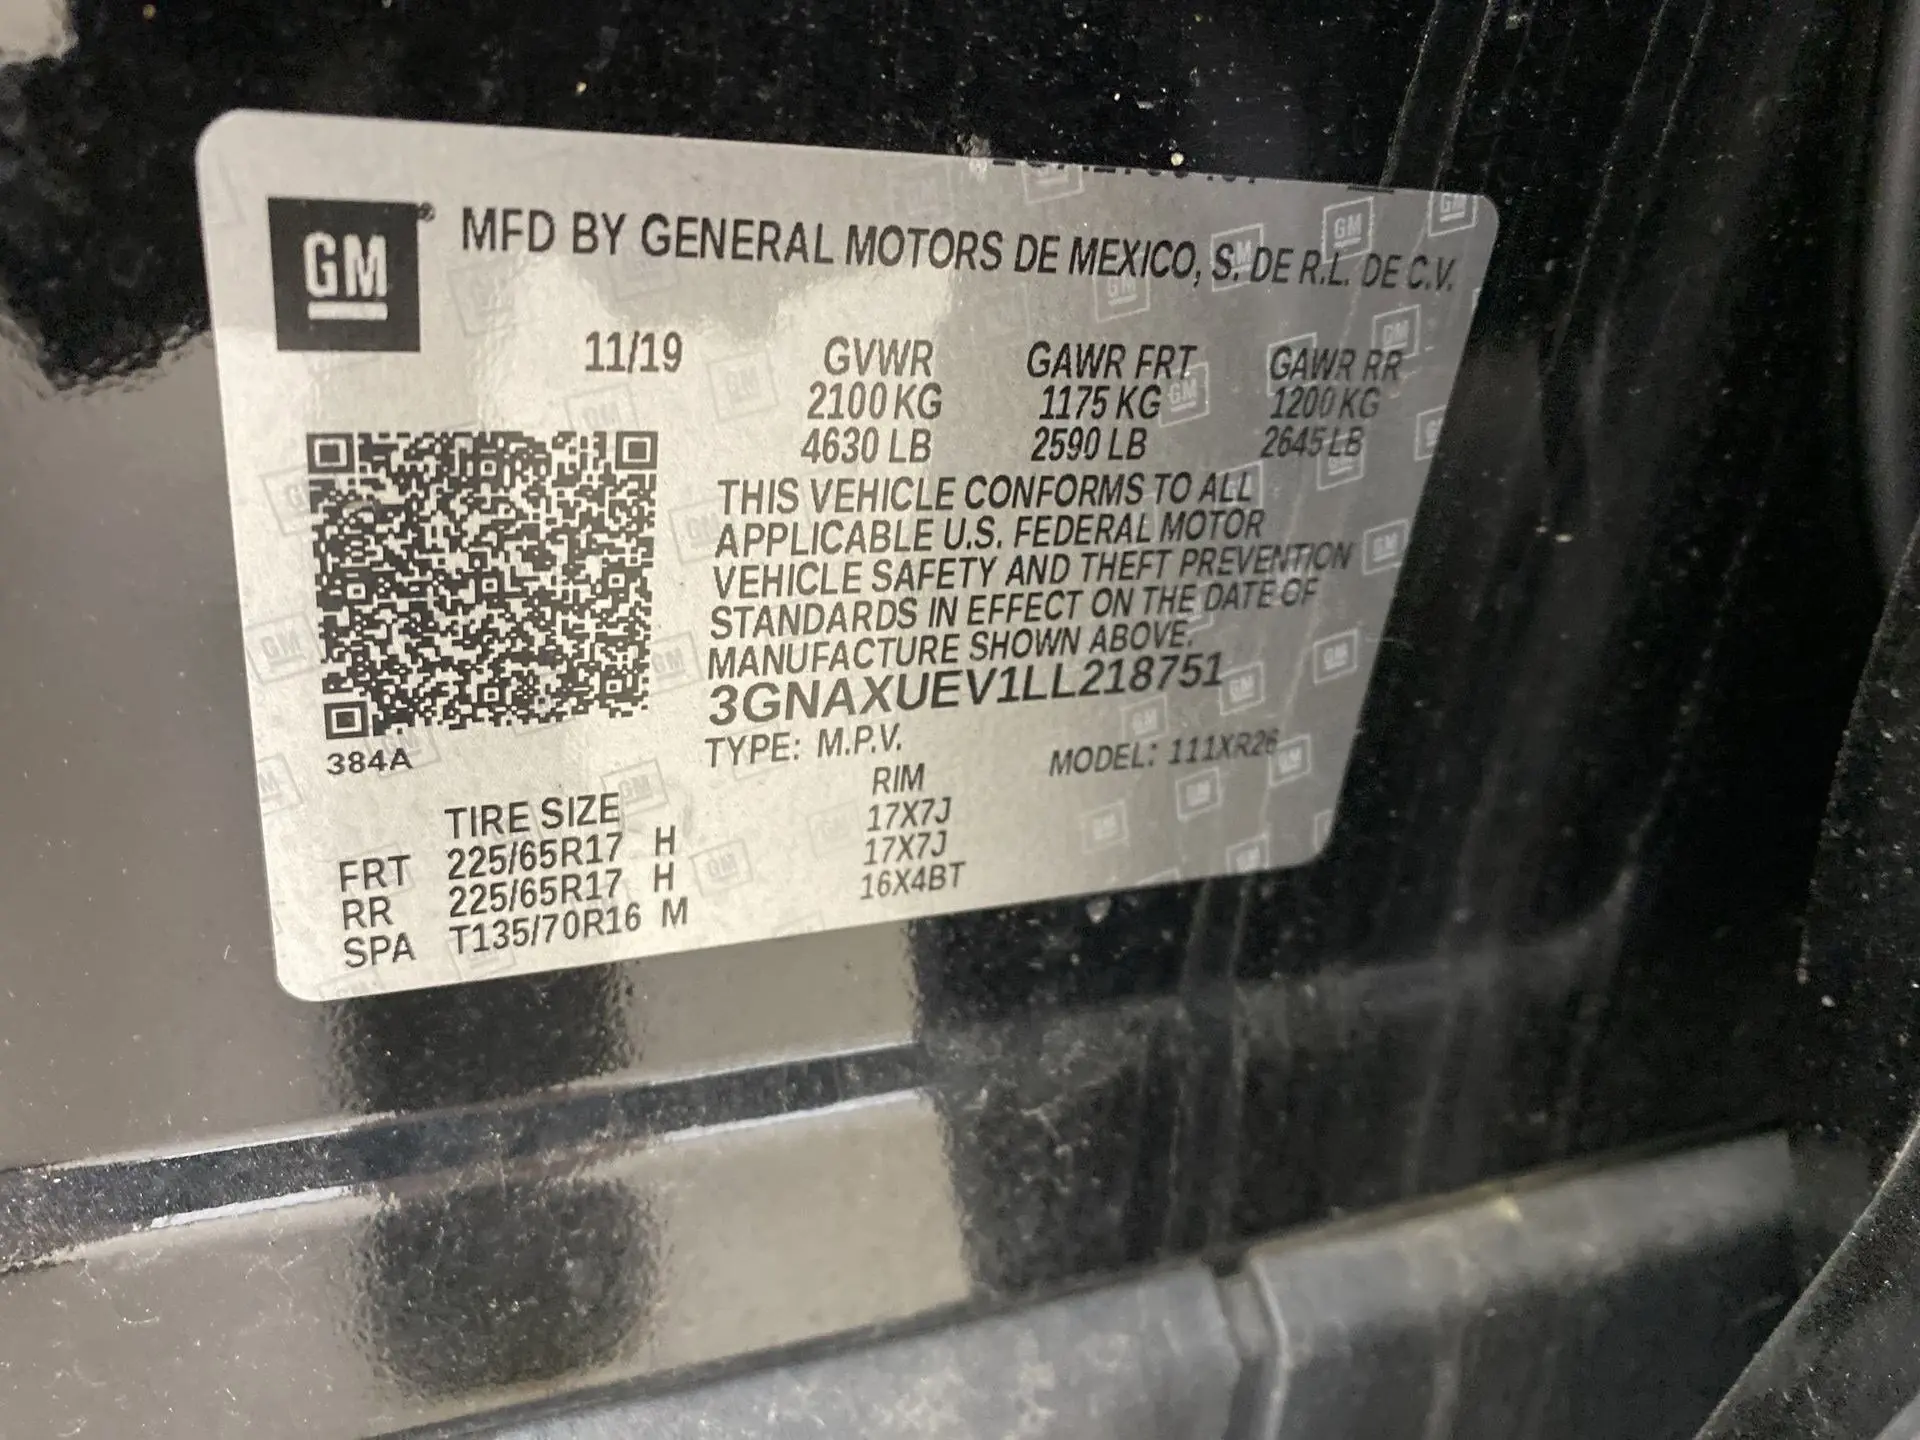 GM® MFD BY GENERAL MOTORS DE MEXICO, S. DE R.L. DE C.V.
11/19 GVWR GAWR FRT GAWR RR
2100 KG 1175 KG 1200 KG
4630 LB 2590 LB 2645 LB
THIS VEHICLE CONFORMS TO ALL
APPLICABLE U.S. FEDERAL MOTOR
VEHICLE SAFETY AND THEFT PREVENTION
STANDARDS IN EFFECT ON THE DATE OF
MANUFACTURE SHOWN ABOVE.
3GNAXUEV1LL218751
384A TYPE: M.P.V. MODEL: 111XR26
TIRE SIZE RIM
FRT 225/65R17 H 17X7J
RR 225/65R17 H 17X7J
SPA T135/70R16 M 16X4BT